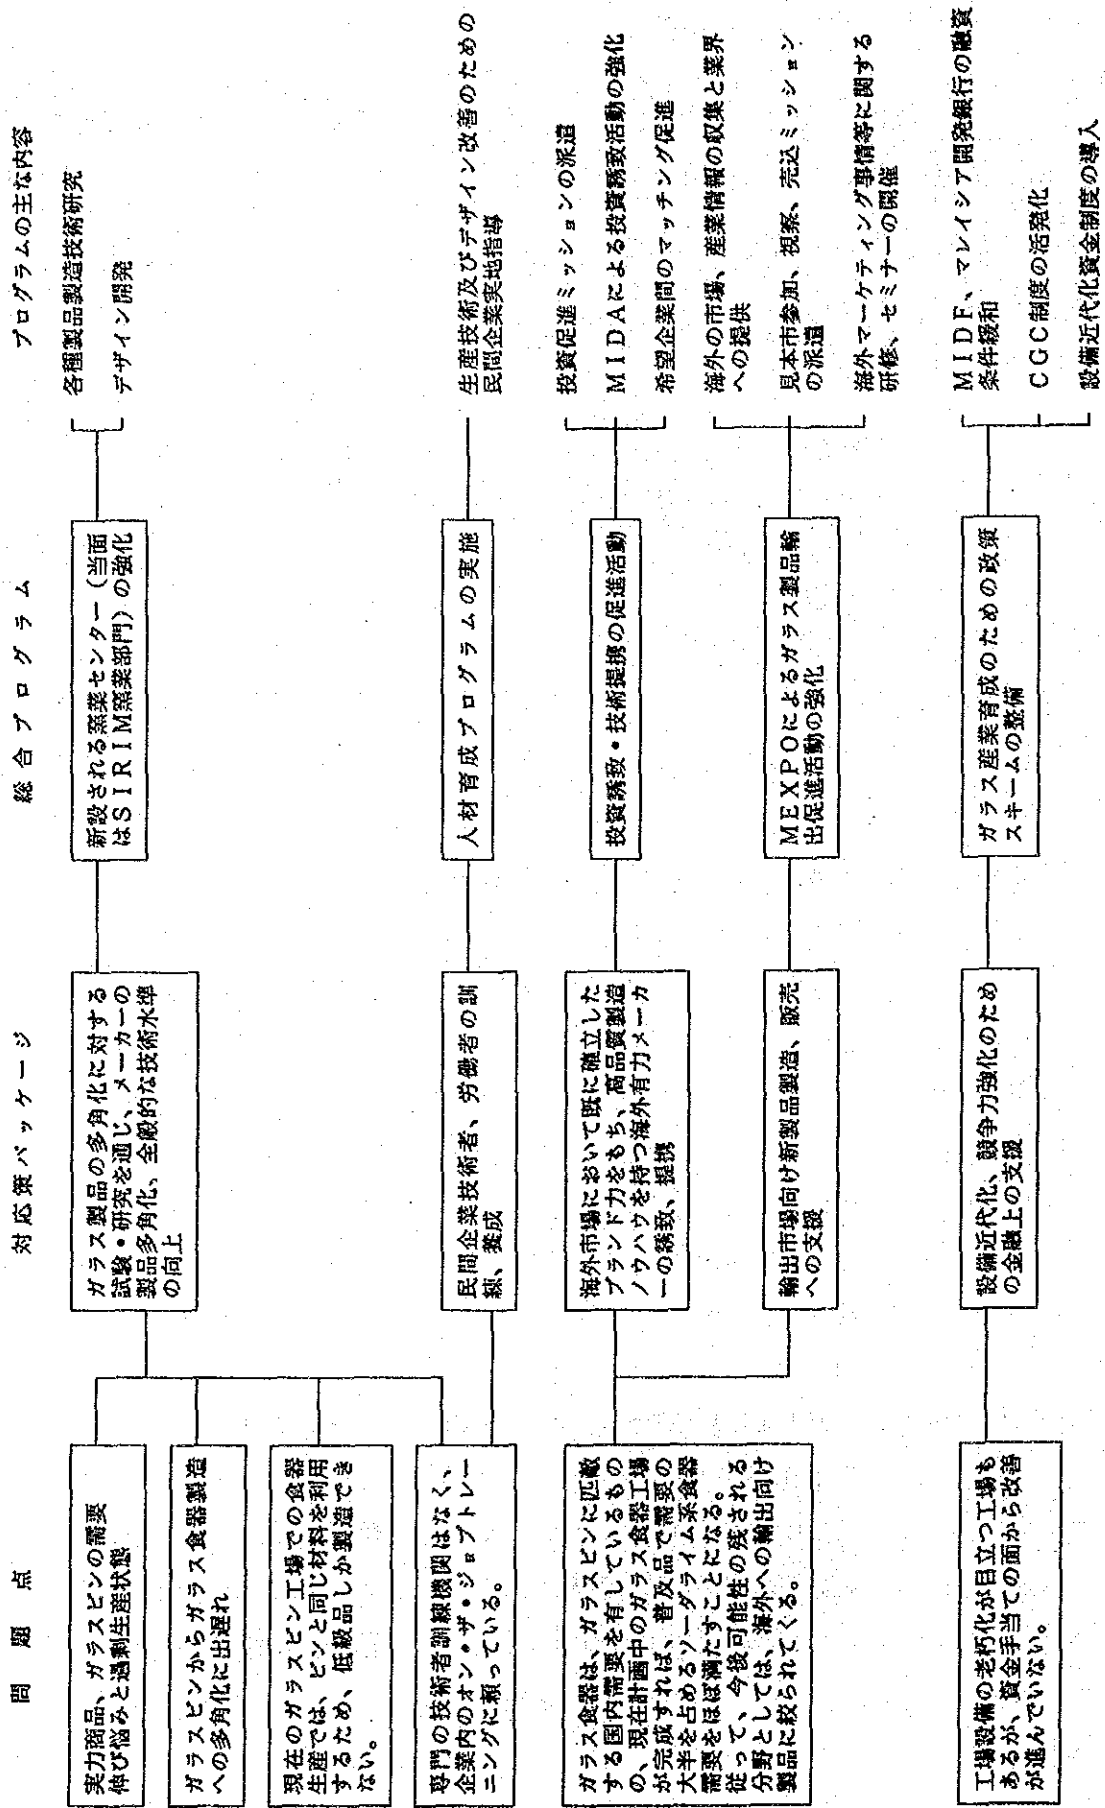 問題点
対応策パッケージ
総合プログラム
プログラムの主な内容
実力商品、ガラスビンの需要
伸び悩みと過剰生産状態
ガラスビンからガラス食器製造
への多角化に出遅れ
現在のガラスビン工場での食器
生産では、ビンと同じ材料を利用
するため、低級品しか製造でき
ない。
専門の技術者訓練機関はなく、
企業内のオン・ザ・ジョブトレー
ニングに頼っている。
ガラス食器は、ガラスビンに匹敵
する国内需要を有しているもの
の、現在計画中のガラス食器工場
が完成すれば、普及品で需要の
大半を占めるソーダライム系食器
需要をほぼ満たすことになる。
従って、今後可能性の残される
分野としては、海外への輸出向け
製品に絞られてくる。
工場設備の老朽化が目立つ工場も
あるが、資金手当ての面から改善
が進んでいない。
ガラス製品の多角化に対する
試験・研究を通じ、メーカーの
製品多角化、全般的な技術水準
の向上
民間企業技術者、労働者の訓
練、養成
海外市場において既に確立した
ブランド力をもち、高品質製造
ノウハウを持つ海外有力メーカ
ーの誘致、提携
輸出市場向け新製品製造、販売
への支援
設備近代化、競争力強化のため
の金融上の支援
新設される窯業センター(当面
はSIRIM窯業部門)の強化
人材育成プログラムの実施
投資誘致・技術提携の促進活動
MEXPOによるガラス製品輸
出促進活動の強化
ガラス産業育成のための政策
スキームの整備
各種製品製造技術研究
デザイン開発
生産技術及びデザイン改善のための
民間企業実地指導
投資促進ミッションの派遣
MIDAによる投資誘致活動の強化
希望企業間のマッチング促進
海外の市場、産業情報の収集と業界
への提供
見本市参加、視察、売込ミッション
の派遣
海外マーケティング事情等に関する
研修、セミナーの開催
MIDF、マレイシア開発銀行の融資
条件緩和
CGC制度の活発化
設備近代化資金制度の導入